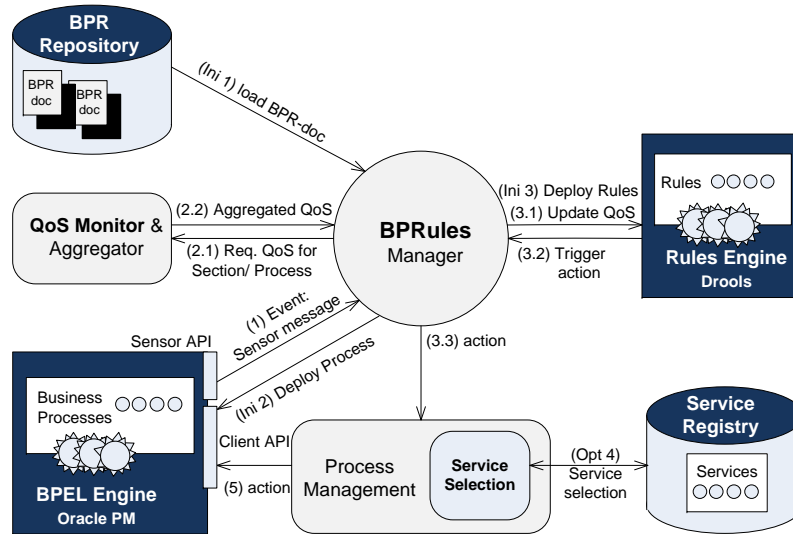 BPR
Repository
BPR
doc
BPR
doc
(Ini 1) load BPR-doc
QoS Monitor &
Aggregator
(2.2) Aggregated QoS
(2.1) Req. QoS for
Section/ Process
BPRules
Manager
(Ini 3) Deploy Rules
(3.1) Update QoS
(3.2) Trigger
action
Rules
Rules Engine
Drools
(1) Event:
Sensor message
(Ini 2) Deploy Process
(3.3) action
Sensor API
Business
Processes
BPEL Engine
Oracle PM
Client API
(5) action
Process
Management
Service
Selection
(Opt 4)
Service
selection
Service
Registry
Services